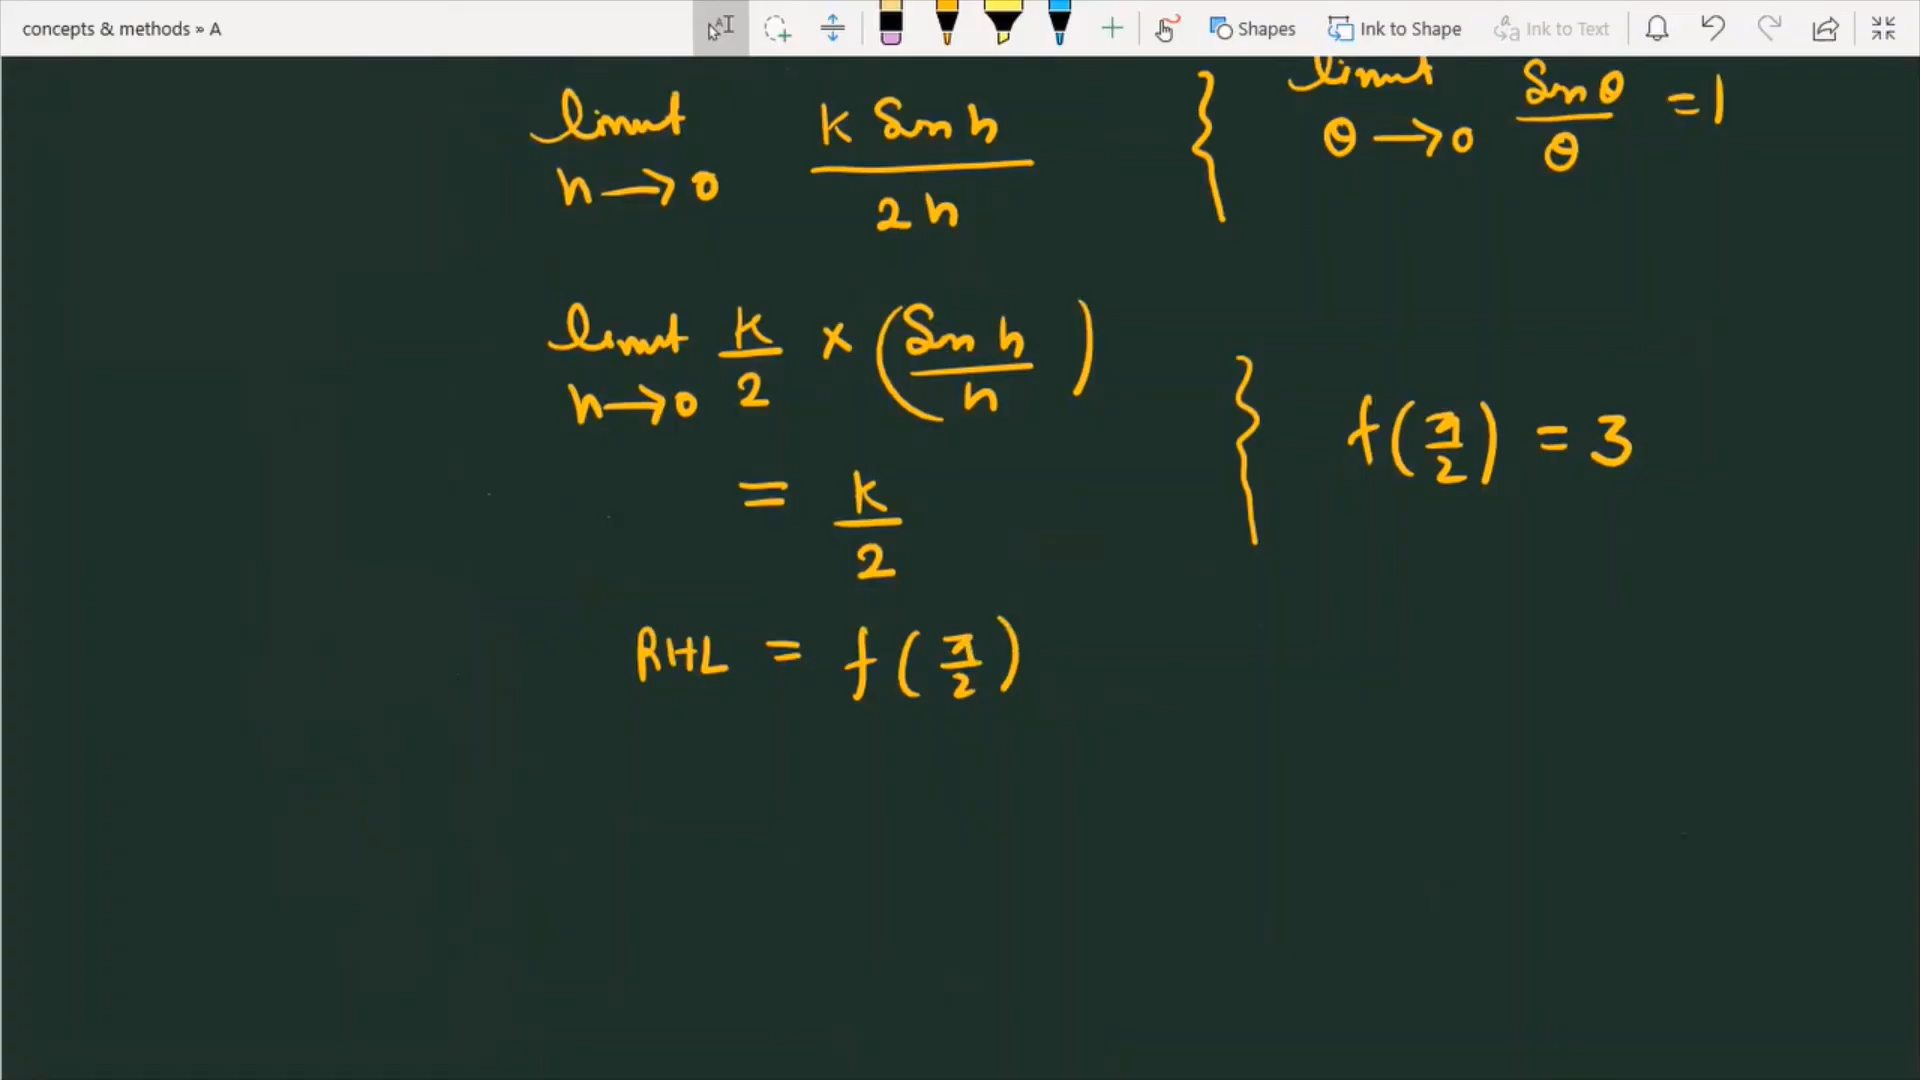 concepts & methods » A
Shapes Ink to Shape Ink to Text
limit h→0 k Sin h / 2h } limit θ→0 Sin θ / θ = 1
limit h→0 k/2 × (Sin h / h)
} f(π/2) = 3
= k/2
RHL = f(π/2)